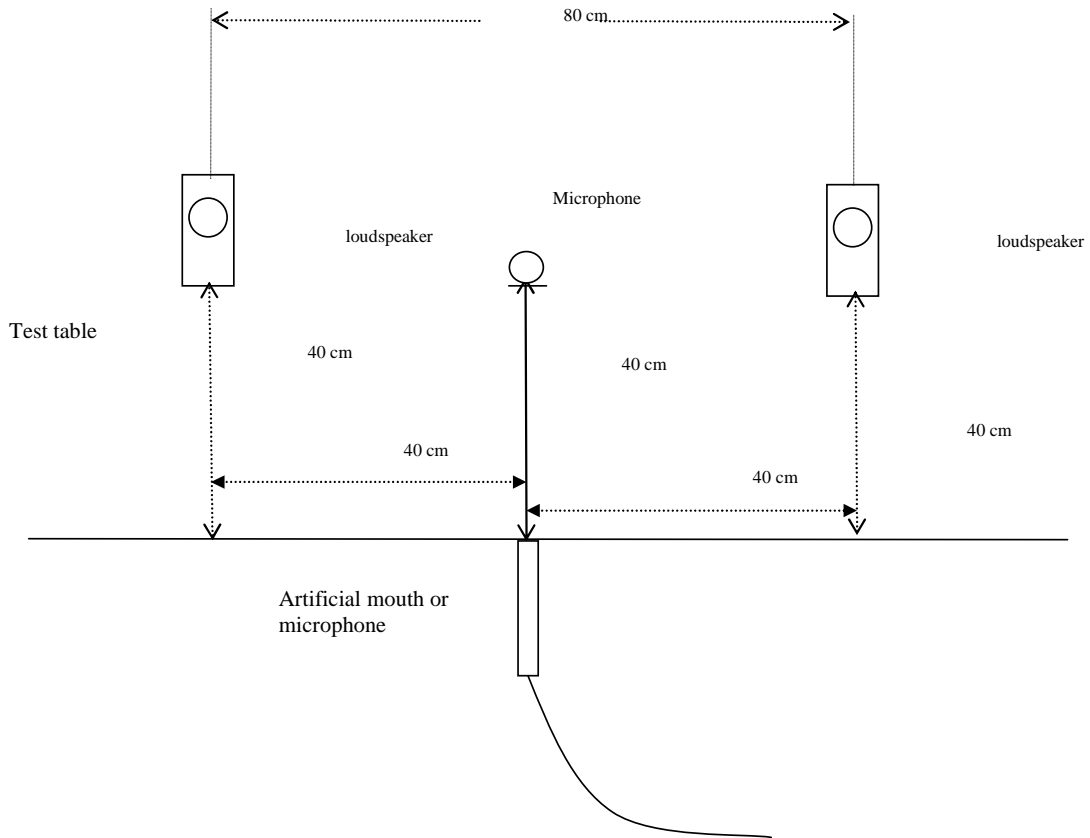 80 cm
Microphone
loudspeaker
loudspeaker
Test table
40 cm
40 cm
40 cm
40 cm
40 cm
Artificial mouth or
microphone